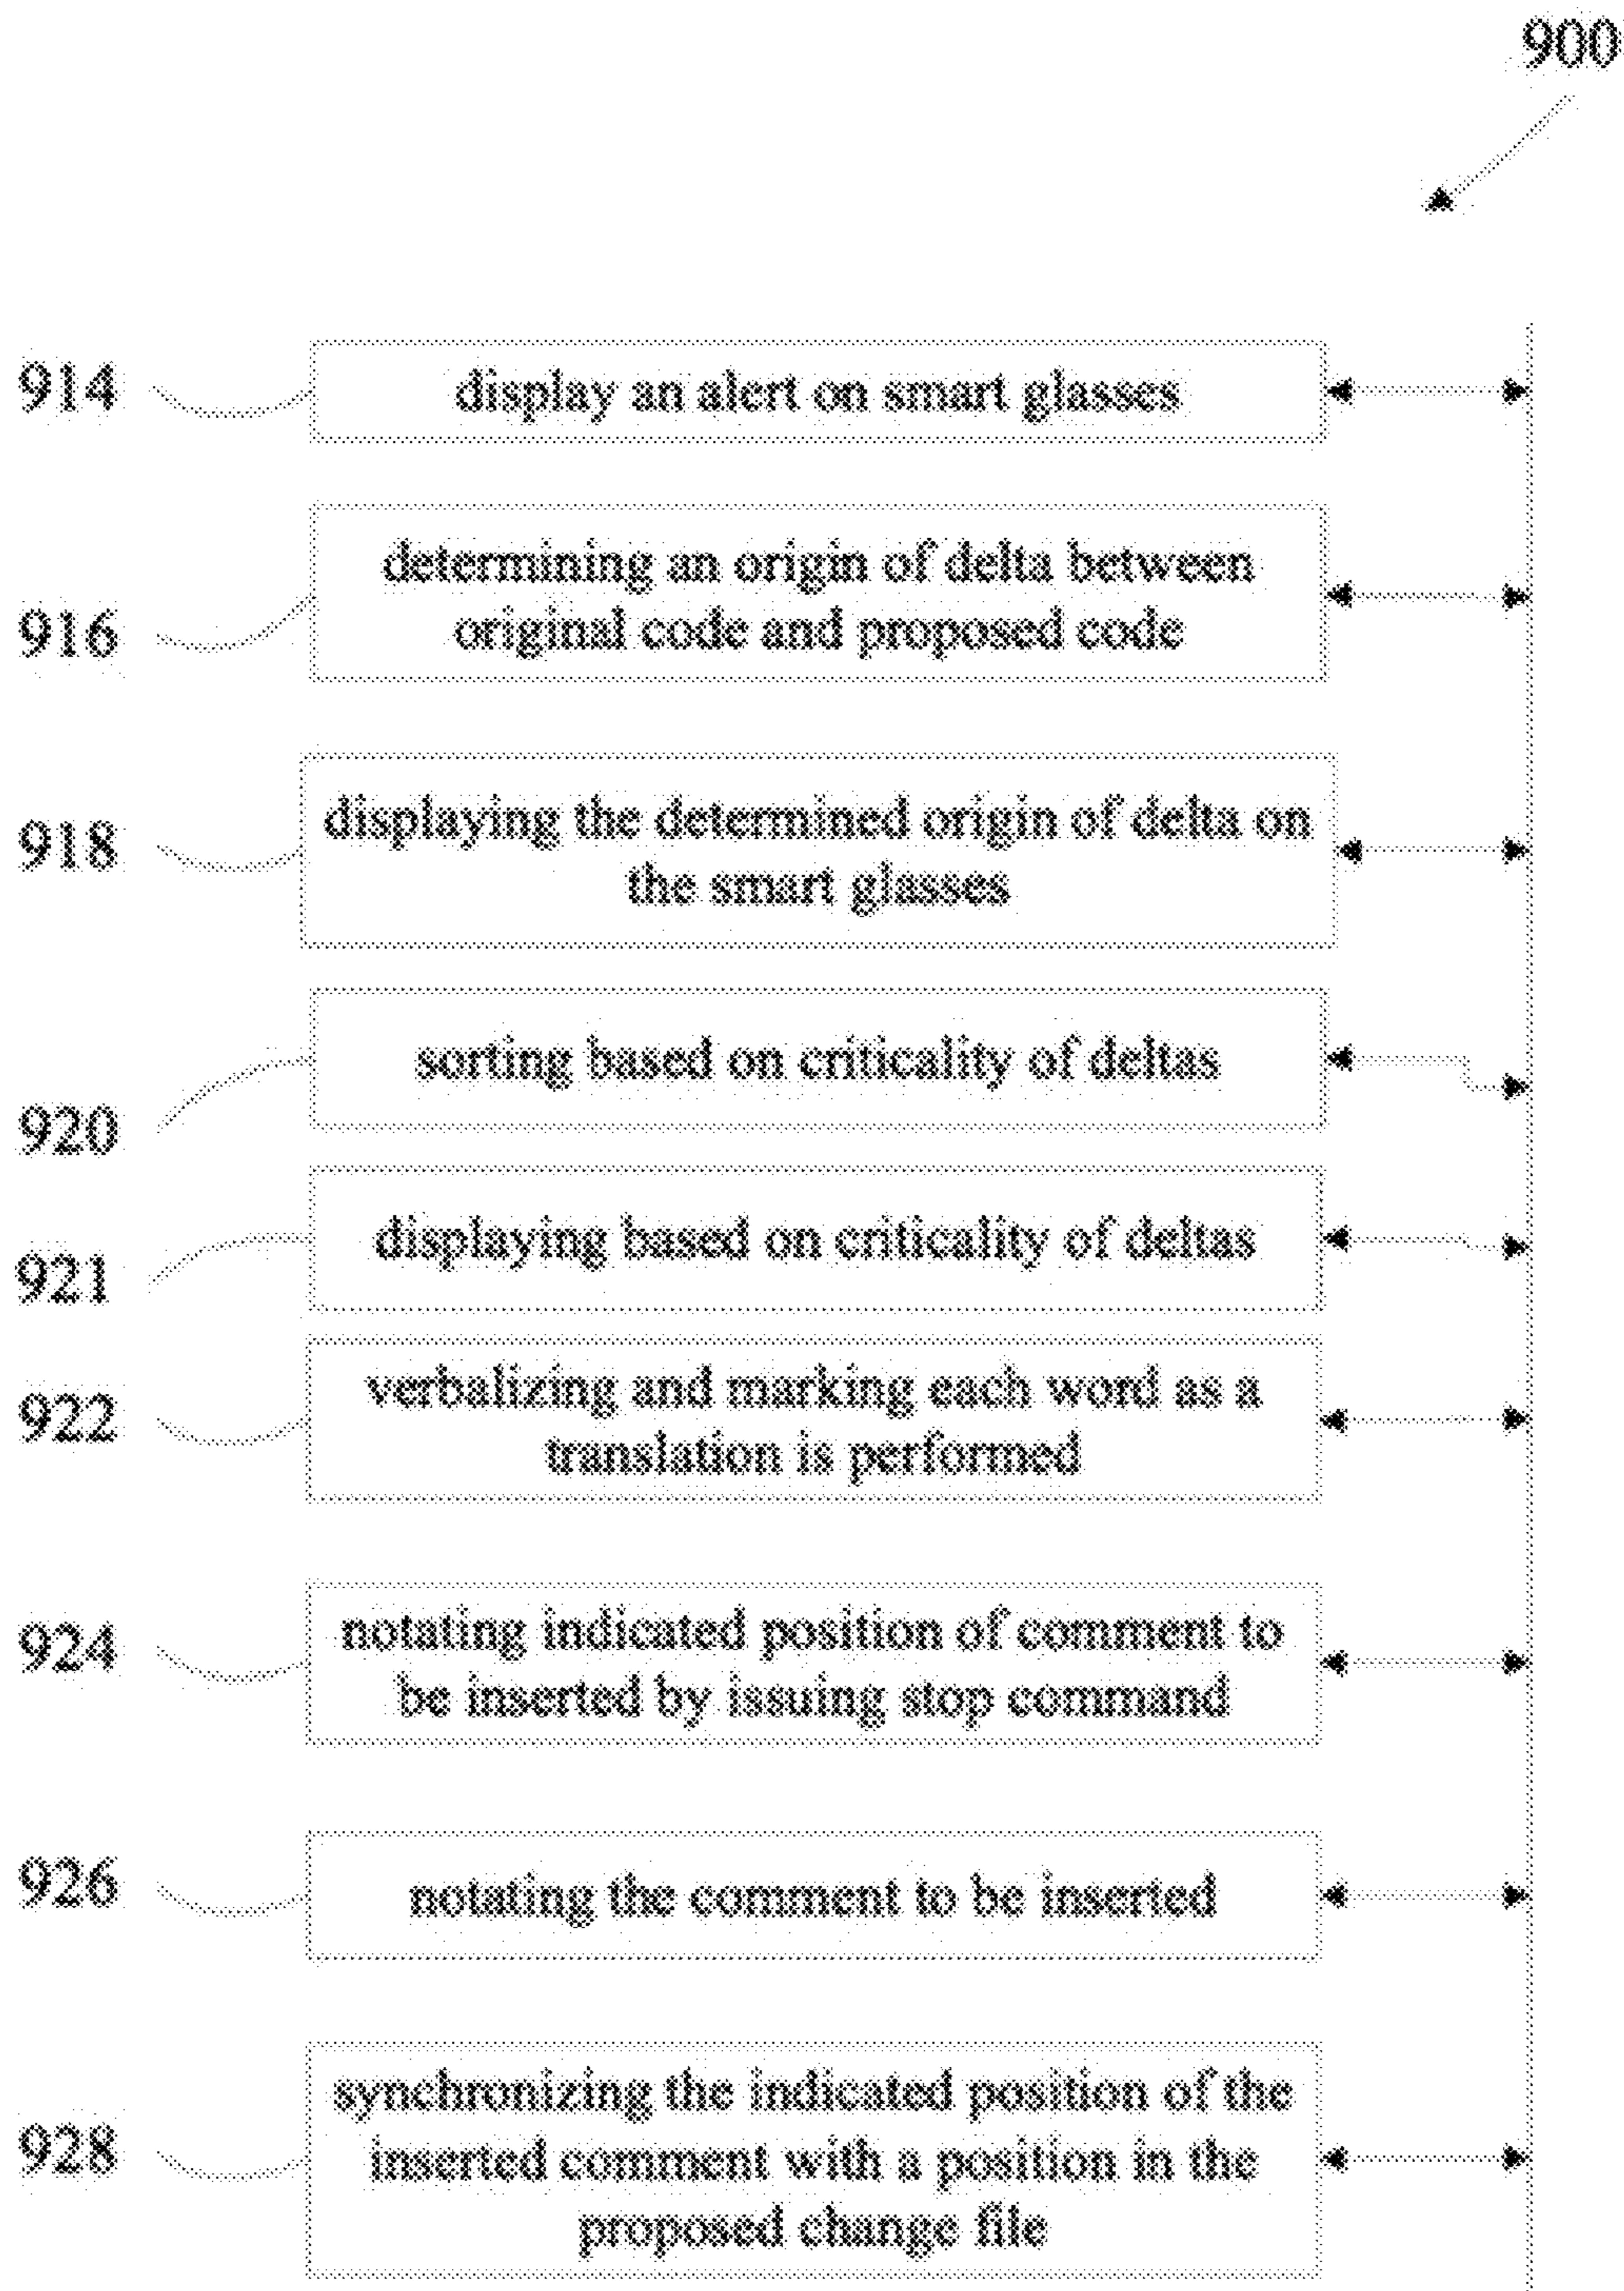 900
914
display an alert on smart glasses
916
determining an origin of delta between
original code and proposed code
918
displaying the determined origin of delta on
the smart glasses
920
sorting based on criticality of deltas
921
displaying based on criticality of deltas
922
verbalizing and marking each word as a
translation is performed
924
notating indicated position of comment to
be inserted by issuing stop command
926
notating the comment to be inserted
928
synchronizing the indicated position of the
inserted comment with a position in the
proposed change file